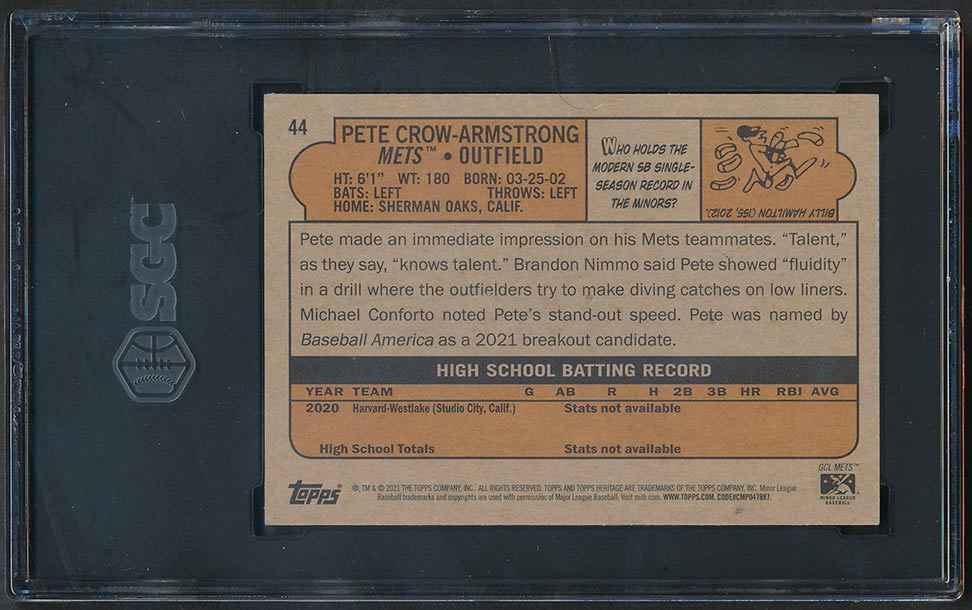 SGC
44
PETE CROW-ARMSTRONG
METS™ • OUTFIELD
HT: 6'1" WT: 180 BORN: 03-25-02
BATS: LEFT THROWS: LEFT
HOME: SHERMAN OAKS, CALIF.
WHO HOLDS THE
MODERN SB SINGLE-
SEASON RECORD IN
THE MINORS?
BILLY HAMILTON (155, 2012).
Pete made an immediate impression on his Mets teammates. “Talent,”
as they say, “knows talent.” Brandon Nimmo said Pete showed “fluidity”
in a drill where the outfielders try to make diving catches on low liners.
Michael Conforto noted Pete’s stand-out speed. Pete was named by
Baseball America as a 2021 breakout candidate.
HIGH SCHOOL BATTING RECORD
YEAR TEAM G AB R H 2B 3B HR RBI AVG
2020 Harvard-Westlake (Studio City, Calif.) Stats not available
High School Totals Stats not available
GCL METS™
Topps
®, TM & © 2021 THE TOPPS COMPANY, INC. ALL RIGHTS RESERVED. TOPPS AND TOPPS HERITAGE ARE TRADEMARKS OF THE TOPPS COMPANY, INC. Minor League
Baseball trademarks and copyrights are used with permission of Major League Baseball. Visit milb.com. WWW.TOPPS.COM. CODE#CMP047887.
MINOR LEAGUE
BASEBALL